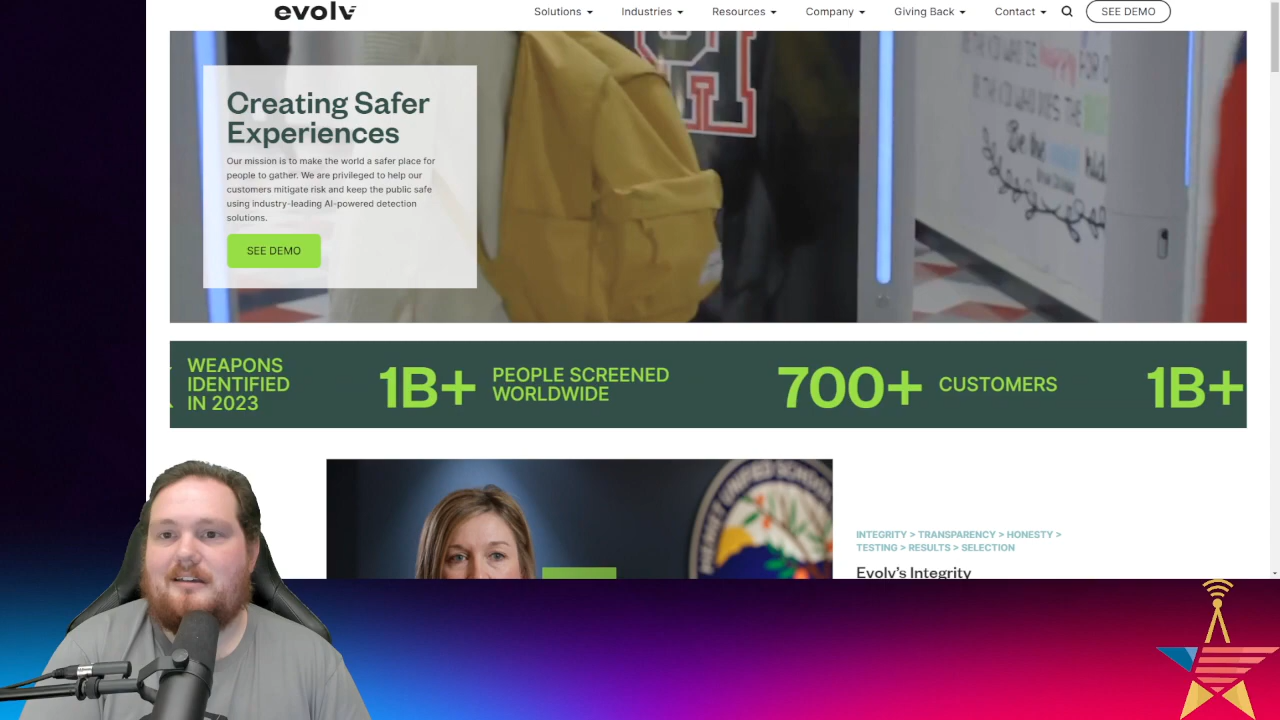 evolv
Solutions
Industries
Resources
Company
Giving Back
Contact
SEE DEMO
Creating Safer
Experiences
Our mission is to make the world a safer place for
people to gather. We are privileged to help our
customers mitigate risk and keep the public safe
using industry-leading AI-powered detection
solutions.
SEE DEMO
WEAPONS
IDENTIFIED
IN 2023
1B+
PEOPLE SCREENED
WORLDWIDE
700+
CUSTOMERS
1B+
UNIFIED SCHO
INTEGRITY > TRANSPARENCY > HONESTY >
TESTING > RESULTS > SELECTION
Evolv's Integrity